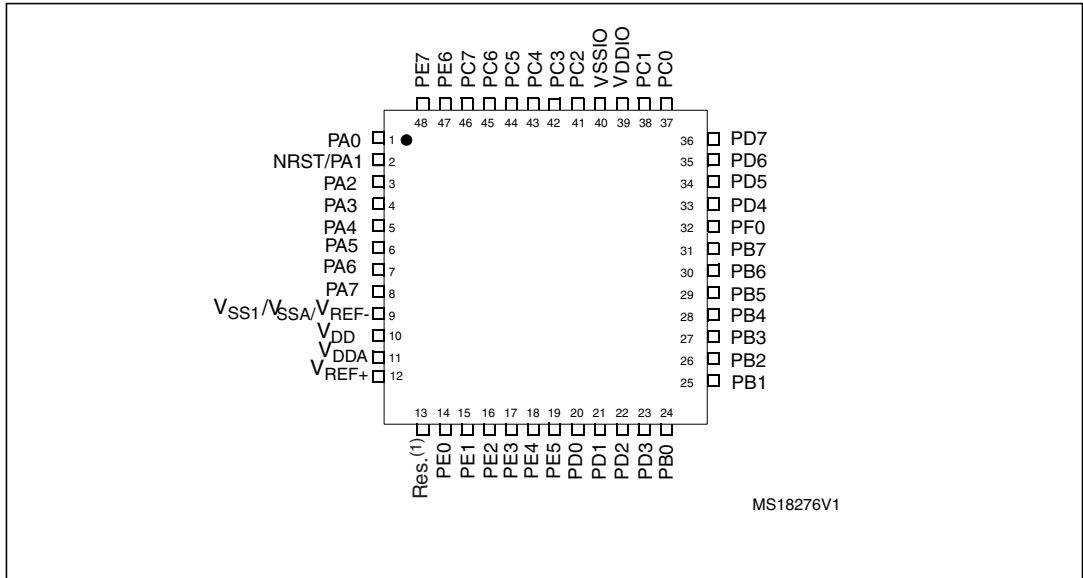 PE7 PE6 PC7 PC6 PC5 PC4 PC3 PC2 VSSIO VDDIO PC1 PC0
48 47 46 45 44 43 42 41 40 39 38 37
PA0 1
NRST/PA1 2
PA2 3
PA3 4
PA4 5
PA5 6
PA6 7
PA7 8
VSS1/VSSA/VREF- 9
VDD 10
VDDA 11
VREF+ 12
36 PD7
35 PD6
34 PD5
33 PD4
32 PF0
31 PB7
30 PB6
29 PB5
28 PB4
27 PB3
26 PB2
25 PB1
13 14 15 16 17 18 19 20 21 22 23 24
Res.(1) PE0 PE1 PE2 PE3 PE4 PE5 PD0 PD1 PD2 PD3 PB0
MS18276V1